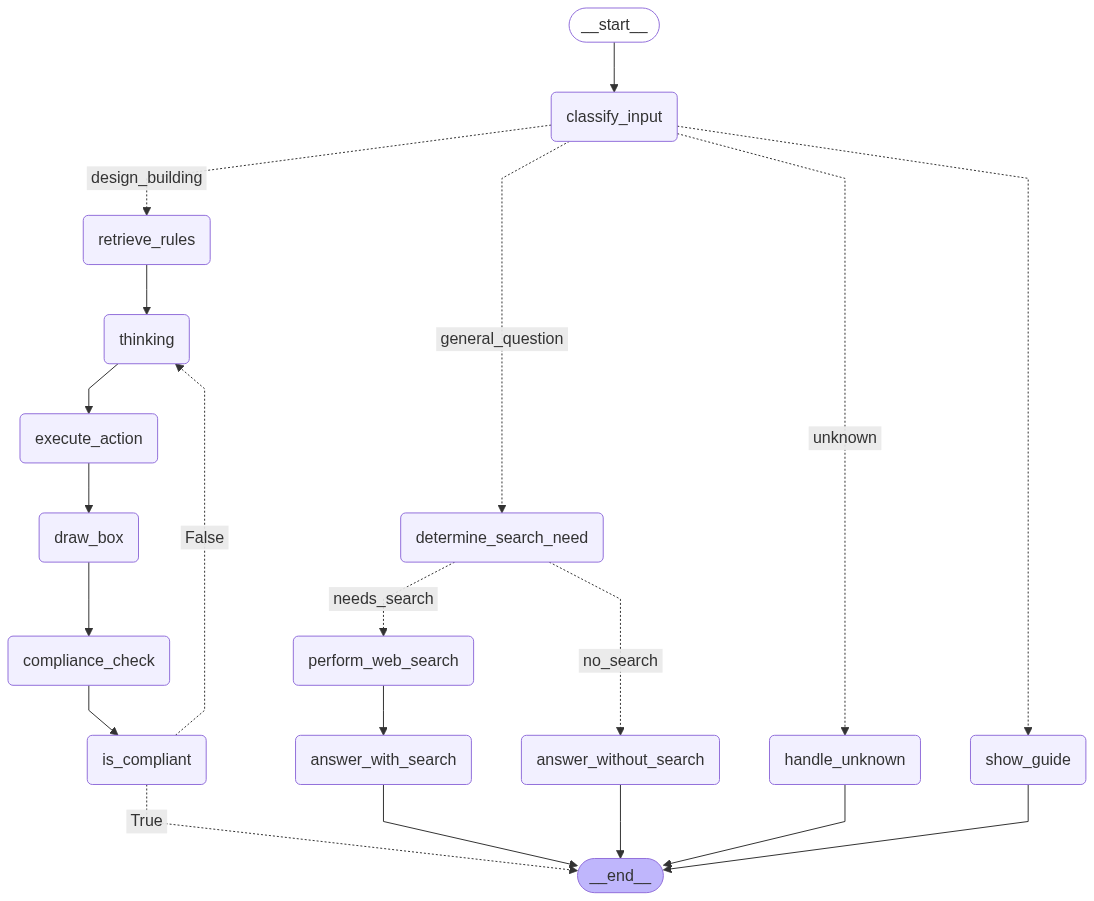 __start__
classify_input
design_building
retrieve_rules
thinking
general_question
execute_action
unknown
draw_box
False
determine_search_need
needs_search
compliance_check
perform_web_search
no_search
is_compliant
answer_with_search
answer_without_search
handle_unknown
show_guide
True
__end__